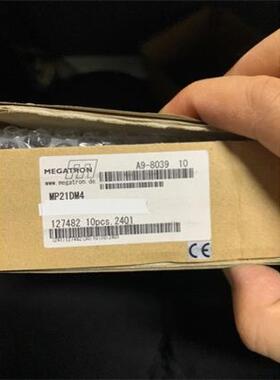 MEGATRON
www.megatron.de
A9-8039 10
MP21DM4
127482 10pcs.2401
CE